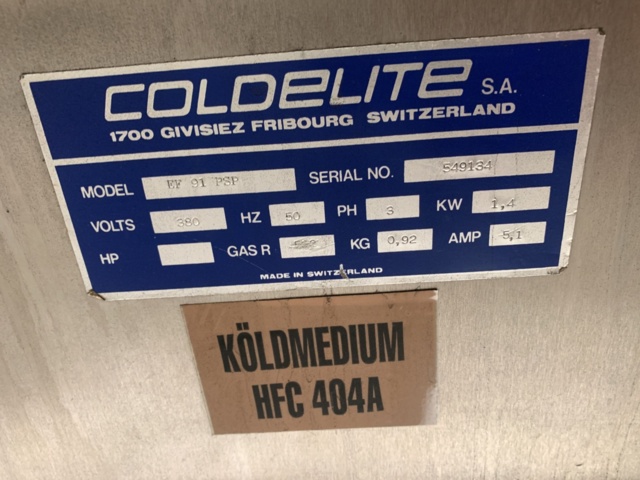 COLDELITE S.A.
1700 GIVISIEZ FRIBOURG SWITZERLAND
MODEL EF 91 PSP SERIAL NO. 549134
VOLTS 380 HZ 50 PH 3 KW 1,4
HP GAS R KG 0,92 AMP 5,1
MADE IN SWITZERLAND
KÖLDMEDIUM
HFC 404A